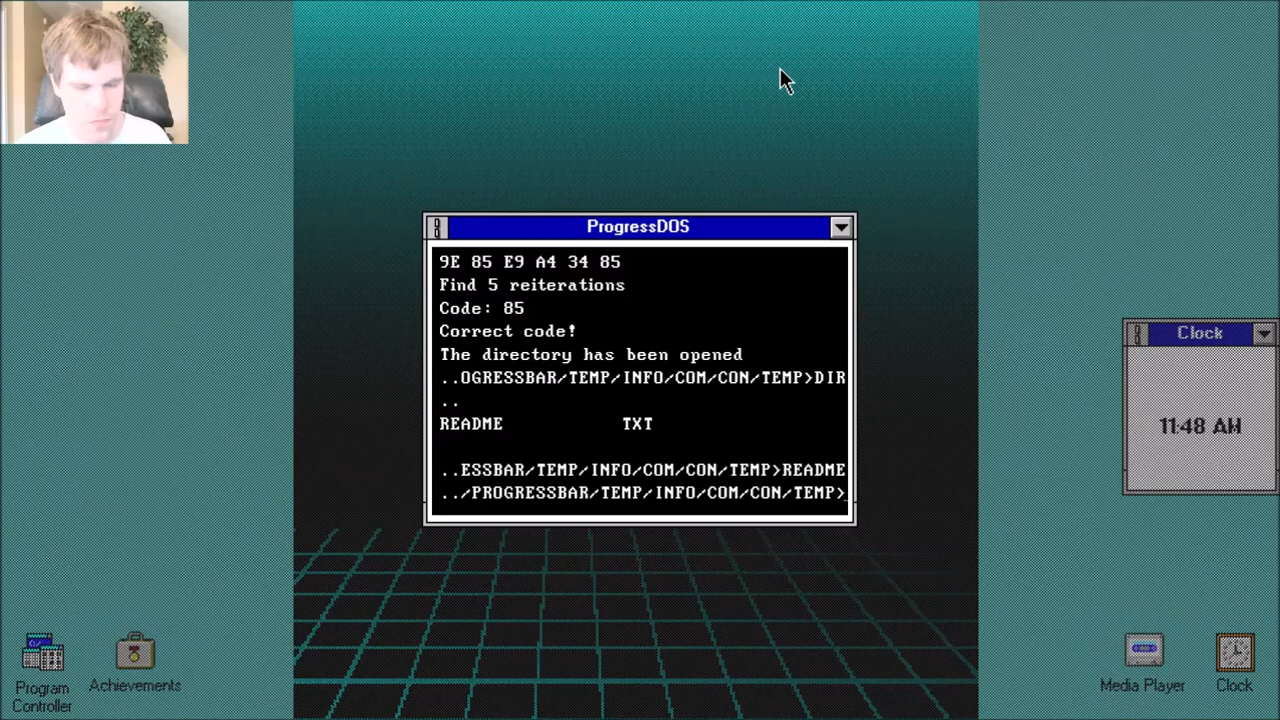 ProgressDOS
9E 85 E9 A4 34 85
Find 5 reiterations
Code: 85
Correct code!
The directory has been opened
..OGRESSBAR/TEMP/INFO/COM/CON/TEMP>DIR
..
README TXT
..ESSBAR/TEMP/INFO/COM/CON/TEMP>README
../PROGRESSBAR/TEMP/INFO/COM/CON/TEMP>_
Clock
11:48 AM
Program
Controller
Achievements
Media Player
Clock